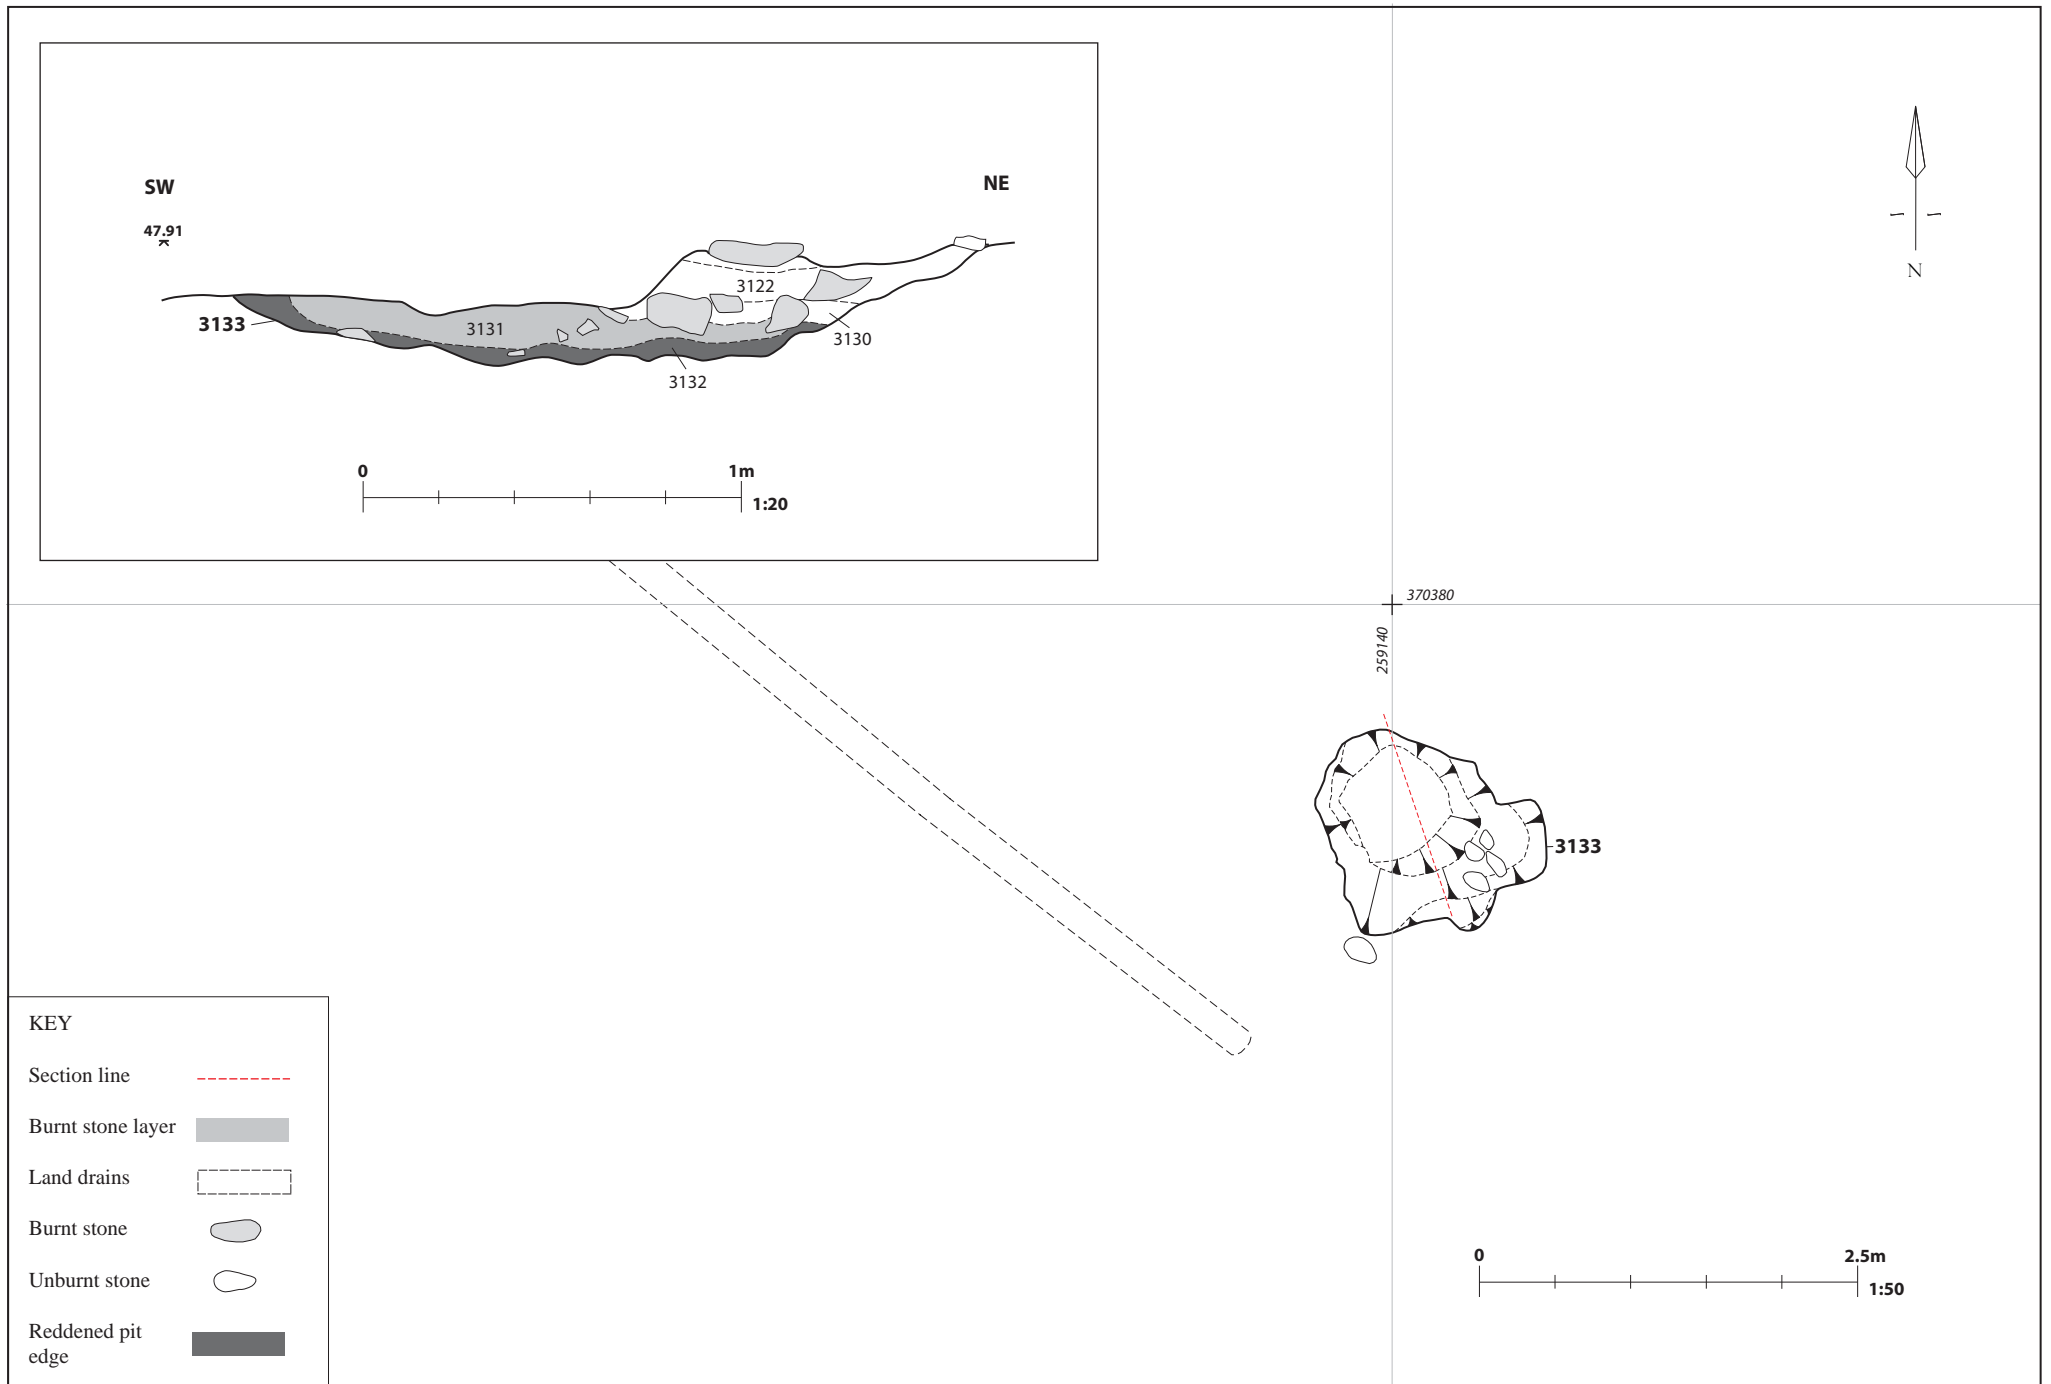 SW
NE
47.91
3122
3133
3131
3130
3132
0
1m
1:20
N
370380
259140
3133
KEY
Section line
Burnt stone layer
Land drains
Burnt stone
Unburnt stone
Reddened pit
edge
0
2.5m
1:50